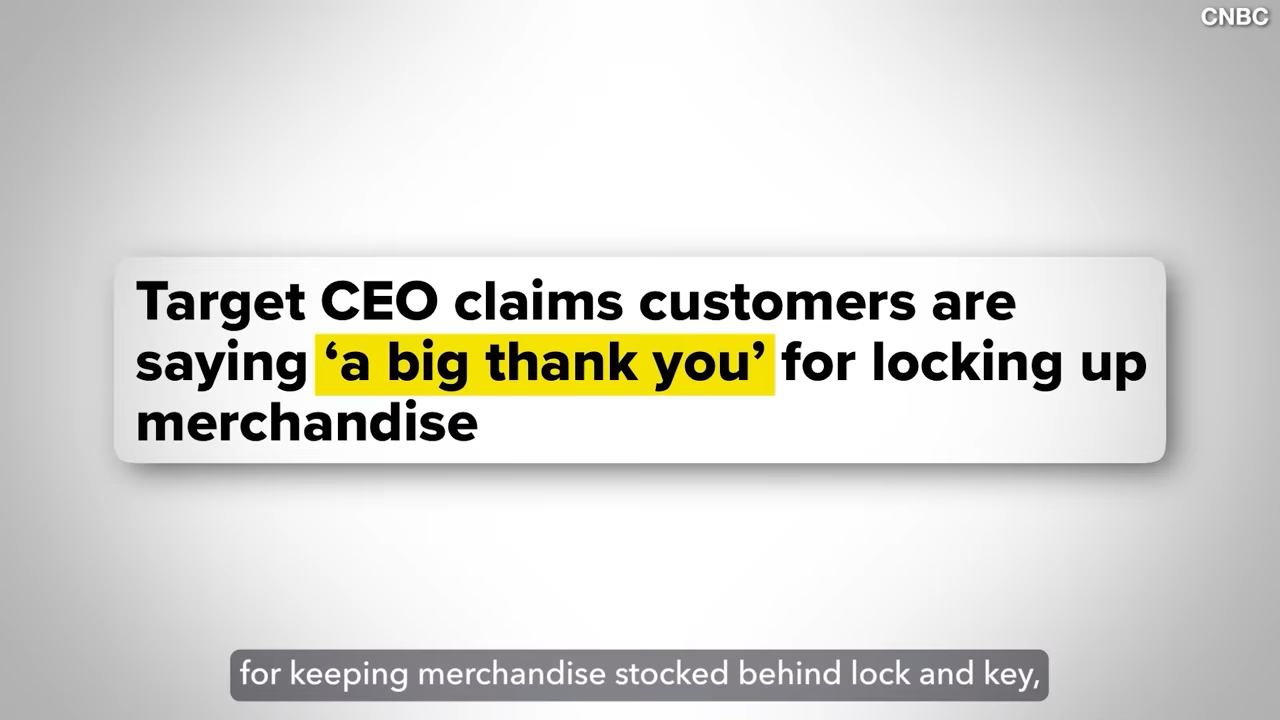 CNBC
Target CEO claims customers are
saying ‘a big thank you’ for locking up
merchandise
for keeping merchandise stocked behind lock and key,